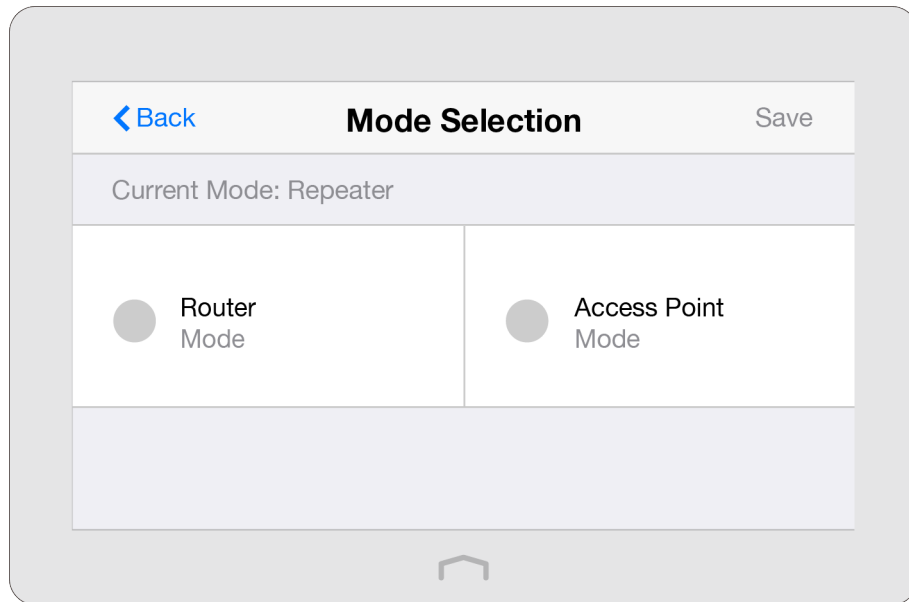 Back Mode Selection Save
Current Mode: Repeater
Router
Mode
Access Point
Mode